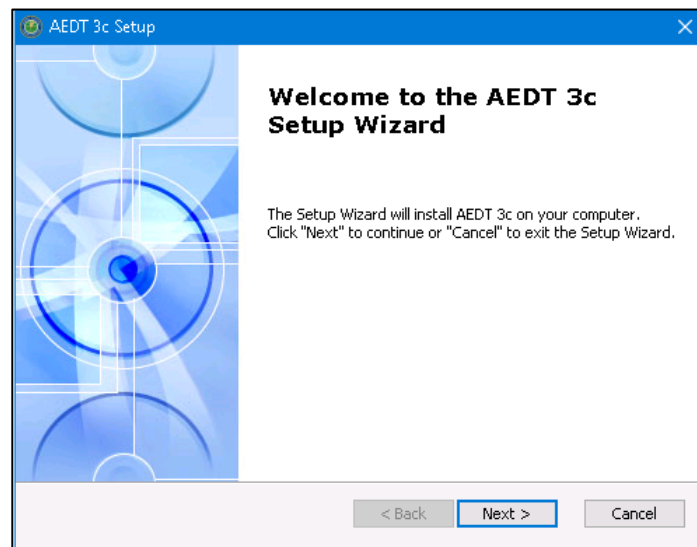 AEDT 3c Setup
Welcome to the AEDT 3c
Setup Wizard
The Setup Wizard will install AEDT 3c on your computer.
Click "Next" to continue or "Cancel" to exit the Setup Wizard.
< Back Next > Cancel